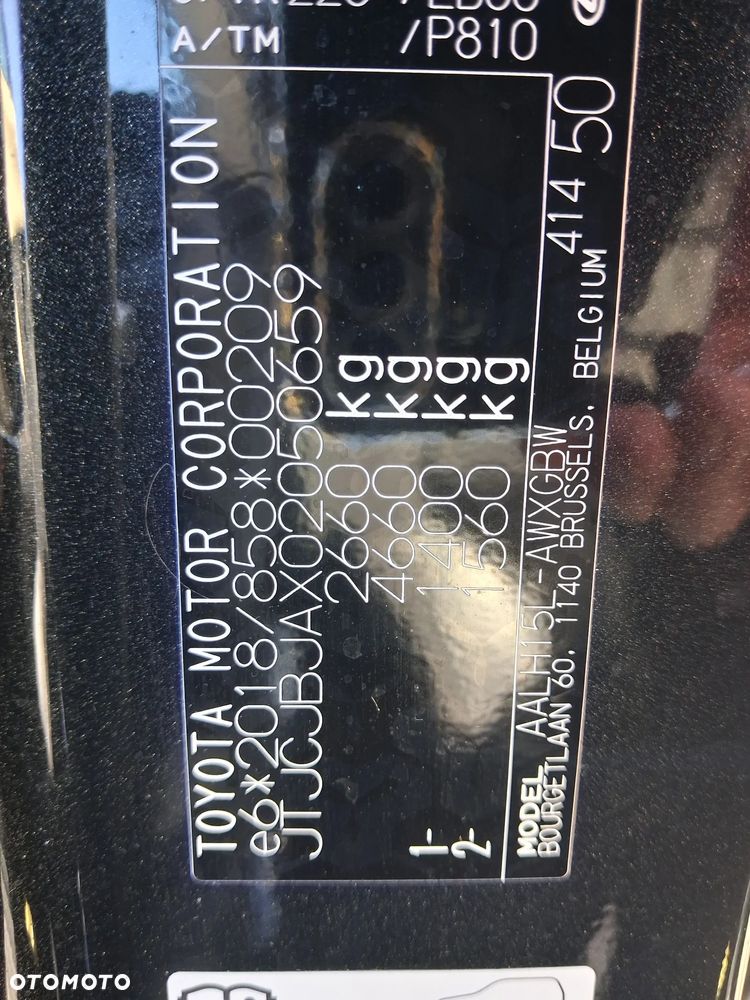 A/TM /P810
TOYOTA MOTOR CORPORATION
e6*2018/858*00209
JTJCJBJAX02050659
2660 kg
4660 kg
1- 1400 kg
2- 1560 kg
MODEL AALH15L-AWXGBW
BOURGETLAAN 60, 1140 BRUSSELS, BELGIUM 414 50
OTOMOTO